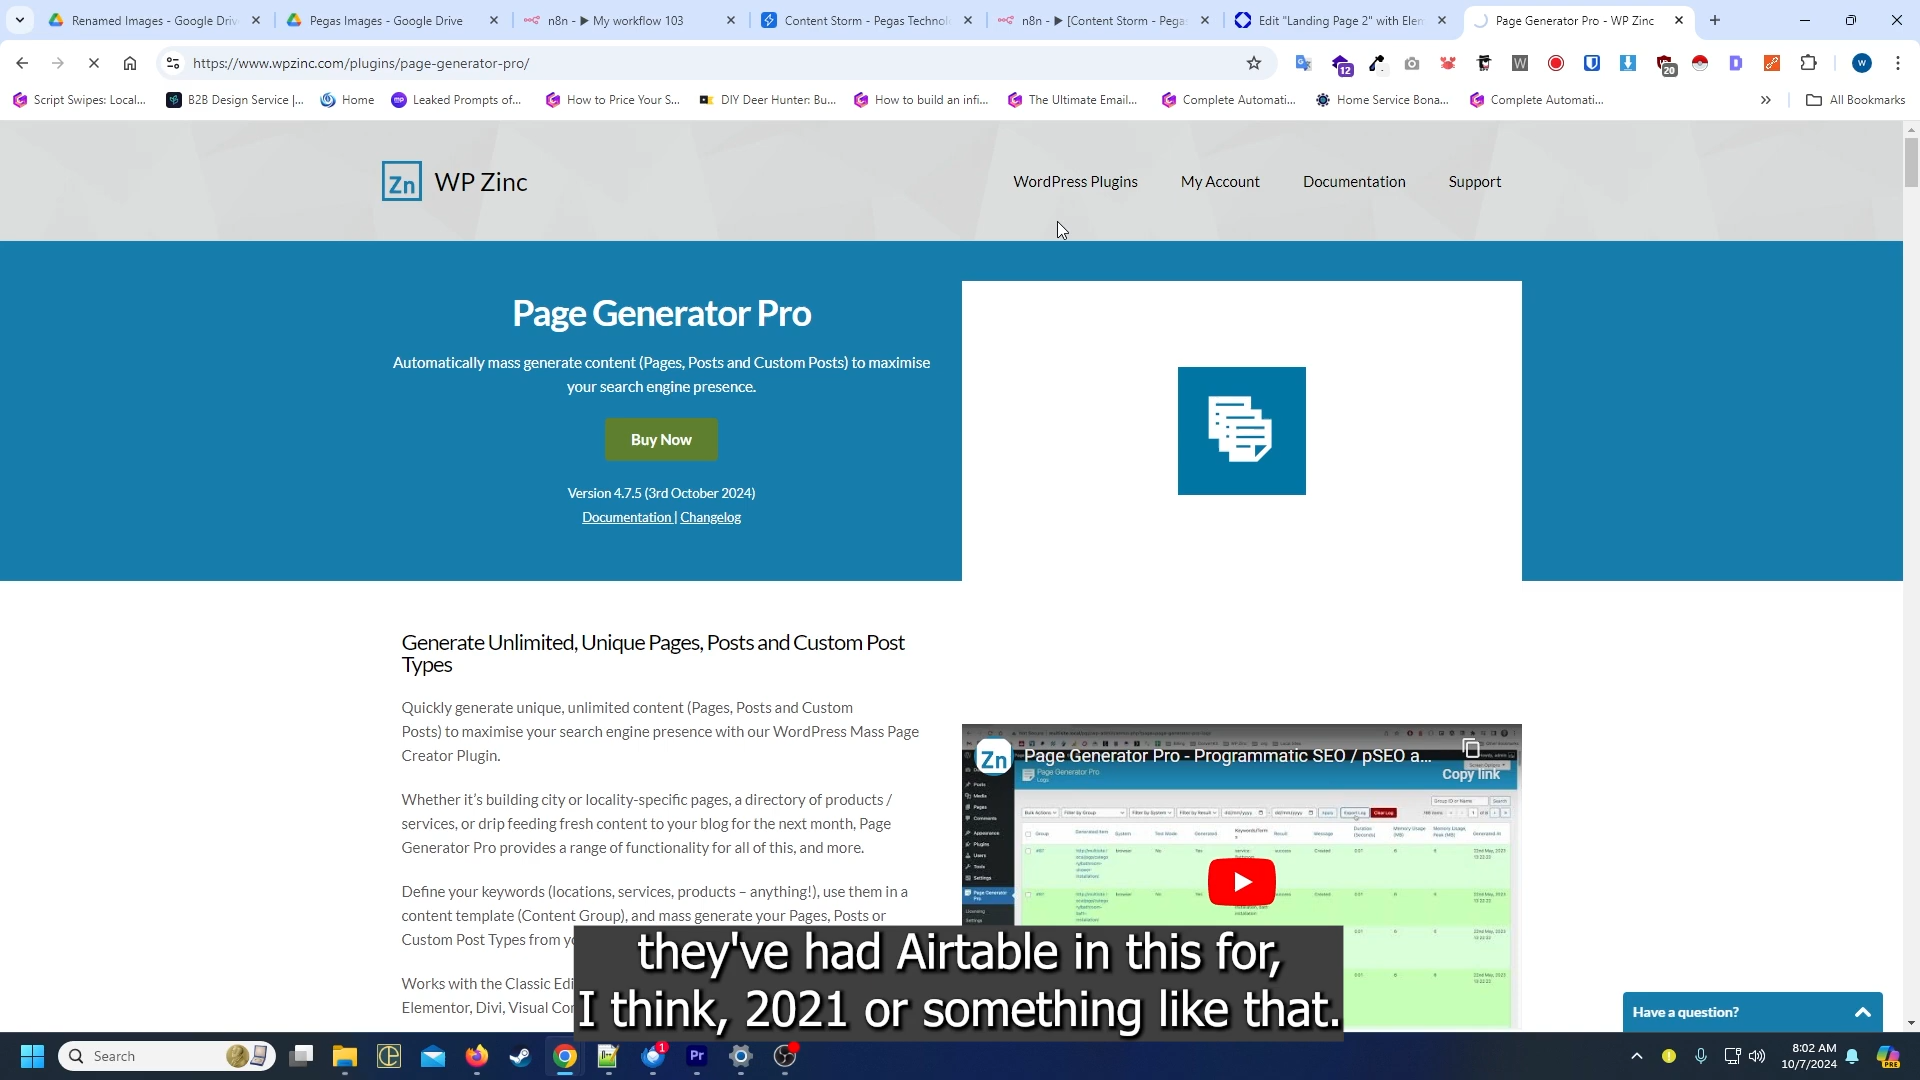 Renamed Images - Google Driv
Pegas Images - Google Drive
n8n - ▶ My workflow 103
Content Storm - Pegas Technol
n8n - ▶ [Content Storm - Pega
Edit "Landing Page 2" with Elem
Page Generator Pro - WP Zinc
https://www.wpzinc.com/plugins/page-generator-pro/
12
20
W
Script Swipes: Local...
B2B Design Service |...
Home
Leaked Prompts of...
How to Price Your S...
DIY Deer Hunter: Bu...
How to build an infi...
The Ultimate Email...
Complete Automati...
Home Service Bona...
Complete Automati...
All Bookmarks
Zn WP Zinc
WordPress Plugins
My Account
Documentation
Support
Page Generator Pro
Automatically mass generate content (Pages, Posts and Custom Posts) to maximise
your search engine presence.
Buy Now
Version 4.7.5 (3rd October 2024)
Documentation | Changelog
Generate Unlimited, Unique Pages, Posts and Custom Post
Types
Quickly generate unique, unlimited content (Pages, Posts and Custom
Posts) to maximise your search engine presence with our WordPress Mass Page
Creator Plugin.
Whether it's building city or locality-specific pages, a directory of products /
services, or drip feeding fresh content to your blog for the next month, Page
Generator Pro provides a range of functionality for all of this, and more.
Define your keywords (locations, services, products – anything!), use them in a
content template (Content Group), and mass generate your Pages, Posts or
Custom Post Types from yo
Works with the Classic Edi
Elementor, Divi, Visual Con
Zn Page Generator Pro - Programmatic SEO / pSEO a...
Copy link
Page Generator Pro
they've had Airtable in this for,
I think, 2021 or something like that.
Have a question?
Search
1
Pr
8:02 AM
10/7/2024